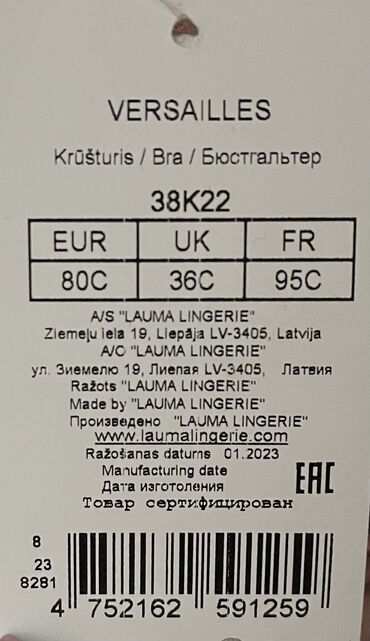 VERSAILLES
Krūšturis / Bra / Бюстгальтер
38K22
EUR UK FR
80C 36C 95C
A/S "LAUMA LINGERIE"
Ziemeļu iela 19, Liepāja LV-3405, Latvija
A/O "LAUMA LINGERIE"
ул. Зиемелю 19, Лиепая LV-3405, Латвия
Ražots "LAUMA LINGERIE"
Made by "LAUMA LINGERIE"
Произведено "LAUMA LINGERIE"
www.laumalingerie.com
Ražošanas datums 01.2023
Manufacturing date
Дата изготоления
Товар сертифицирован
EAC
8
23
8281
4 752162 591259